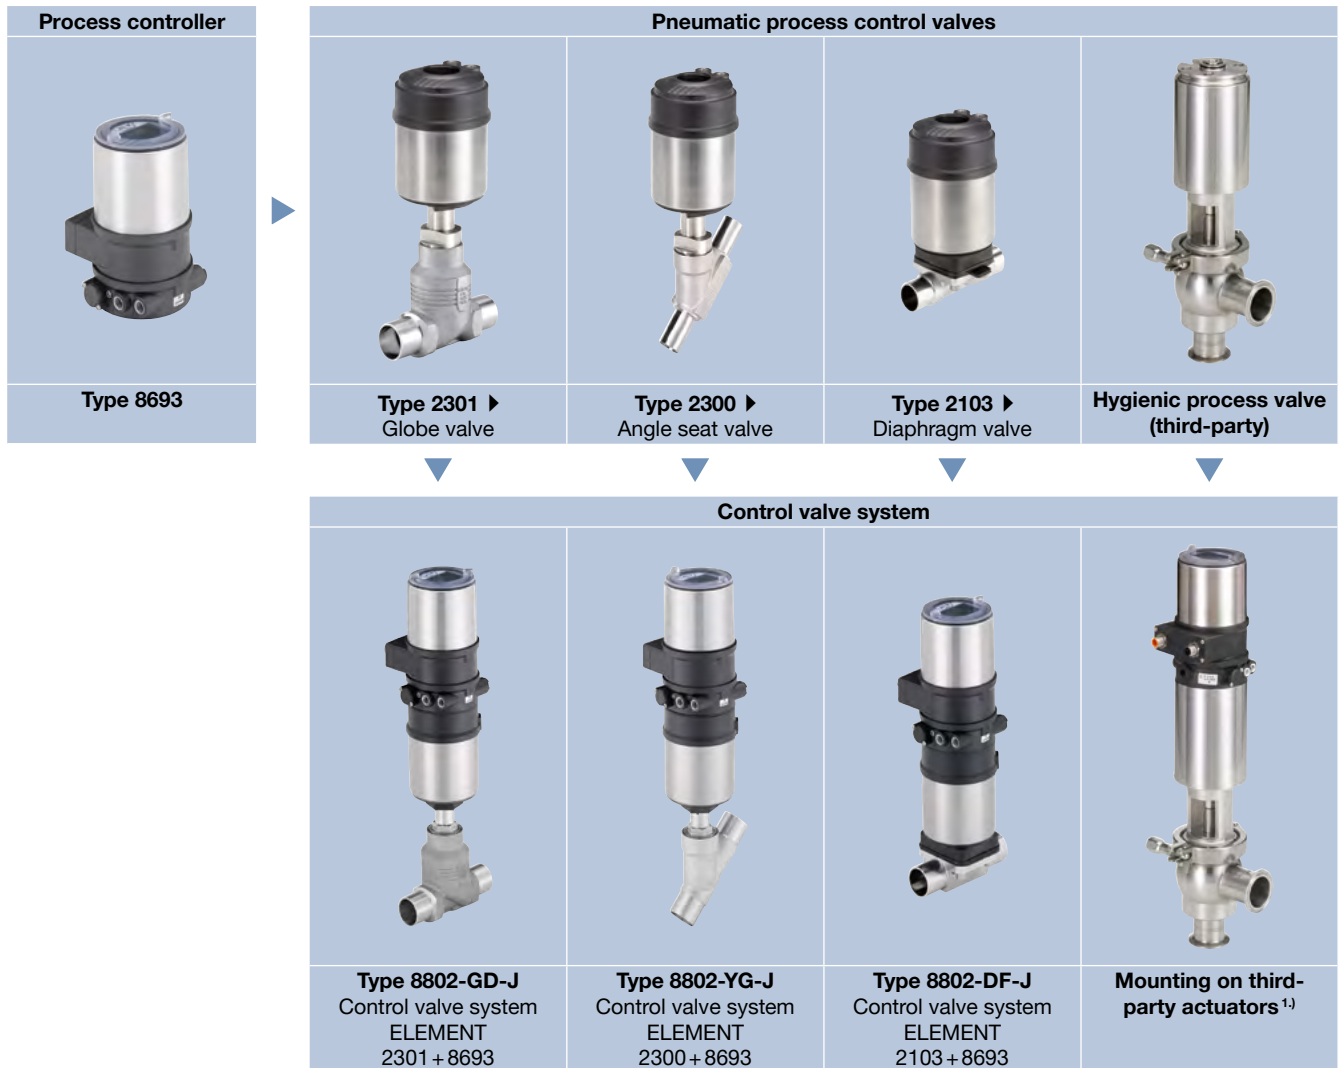 Process controller
Pneumatic process control valves
Type 8693
Type 2301 ▶
Globe valve
Type 2300 ▶
Angle seat valve
Type 2103 ▶
Diaphragm valve
Hygienic process valve
(third-party)
Control valve system
Type 8802-GD-J
Control valve system
ELEMENT
2301 + 8693
Type 8802-YG-J
Control valve system
ELEMENT
2300 + 8693
Type 8802-DF-J
Control valve system
ELEMENT
2103 + 8693
Mounting on third-
party actuators 1.)